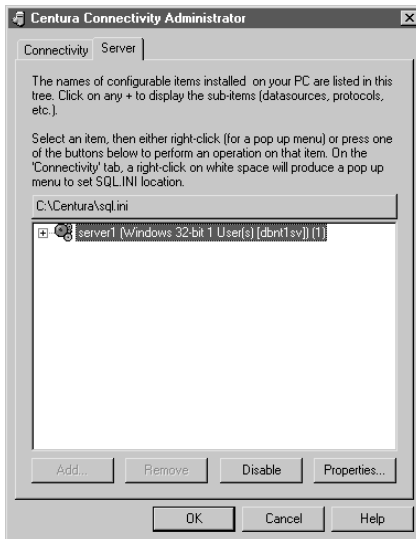 Centura Connectivity Administrator
Connectivity Server
The names of configurable items installed on your PC are listed in this
tree. Click on any + to display the sub-items (datasources, protocols,
etc.).
Select an item, then either right-click (for a pop up menu) or press one
of the buttons below to perform an operation on that item. On the
'Connectivity' tab, a right-click on white space will produce a pop up
menu to set SQL.INI location.
C:\Centura\sql.ini
server1 (Windows 32-bit 1 User(s) [dbnt1sv]) (1)
Add... Remove Disable Properties...
OK Cancel Help